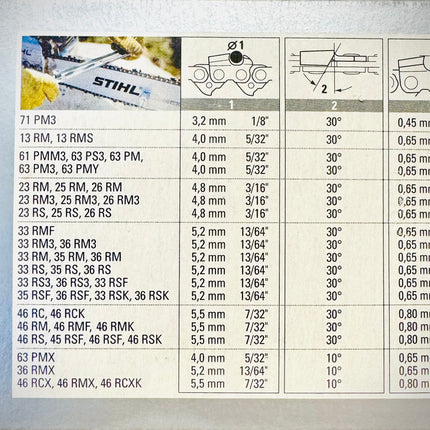 STIHL
Ø1
2
1 2
71 PM3 3,2 mm 1/8" 30° 0,45 m
13 RM, 13 RMS 4,0 mm 5/32" 30° 0,65 m
61 PMM3, 63 PS3, 63 PM, 4,0 mm 5/32" 30° 0,65 m
63 PM3, 63 PMY 4,0 mm 5/32" 30° 0,65 m
23 RM, 25 RM, 26 RM 4,8 mm 3/16" 30° 0,65 m
23 RM3, 25 RM3, 26 RM3 4,8 mm 3/16" 30° 0,65 m
23 RS, 25 RS, 26 RS 4,8 mm 3/16" 30° 0,65 m
33 RMF 5,2 mm 13/64" 30° 0,65 m
33 RM3, 36 RM3 5,2 mm 13/64" 30° 0,65 m
33 RM, 35 RM, 36 RM 5,2 mm 13/64" 30° 0,65 m
33 RS, 35 RS, 36 RS 5,2 mm 13/64" 30° 0,65 m
33 RS3, 36 RS3, 33 RSF 5,2 mm 13/64" 30° 0,65 m
35 RSF, 36 RSF, 33 RSK, 36 RSK 5,2 mm 13/64" 30° 0,65 m
46 RC, 46 RCK 5,5 mm 7/32" 30° 0,80 m
46 RM, 46 RMF, 46 RMK 5,5 mm 7/32" 30° 0,65 m
46 RS, 45 RSF, 46 RSF, 46 RSK 5,5 mm 7/32" 30° 0,80 m
63 PMX 4,0 mm 5/32" 10° 0,65 m
36 RMX 5,2 mm 13/64" 10° 0,65 m
46 RCX, 46 RMX, 46 RCXK 5,5 mm 7/32" 10° 0,80 m